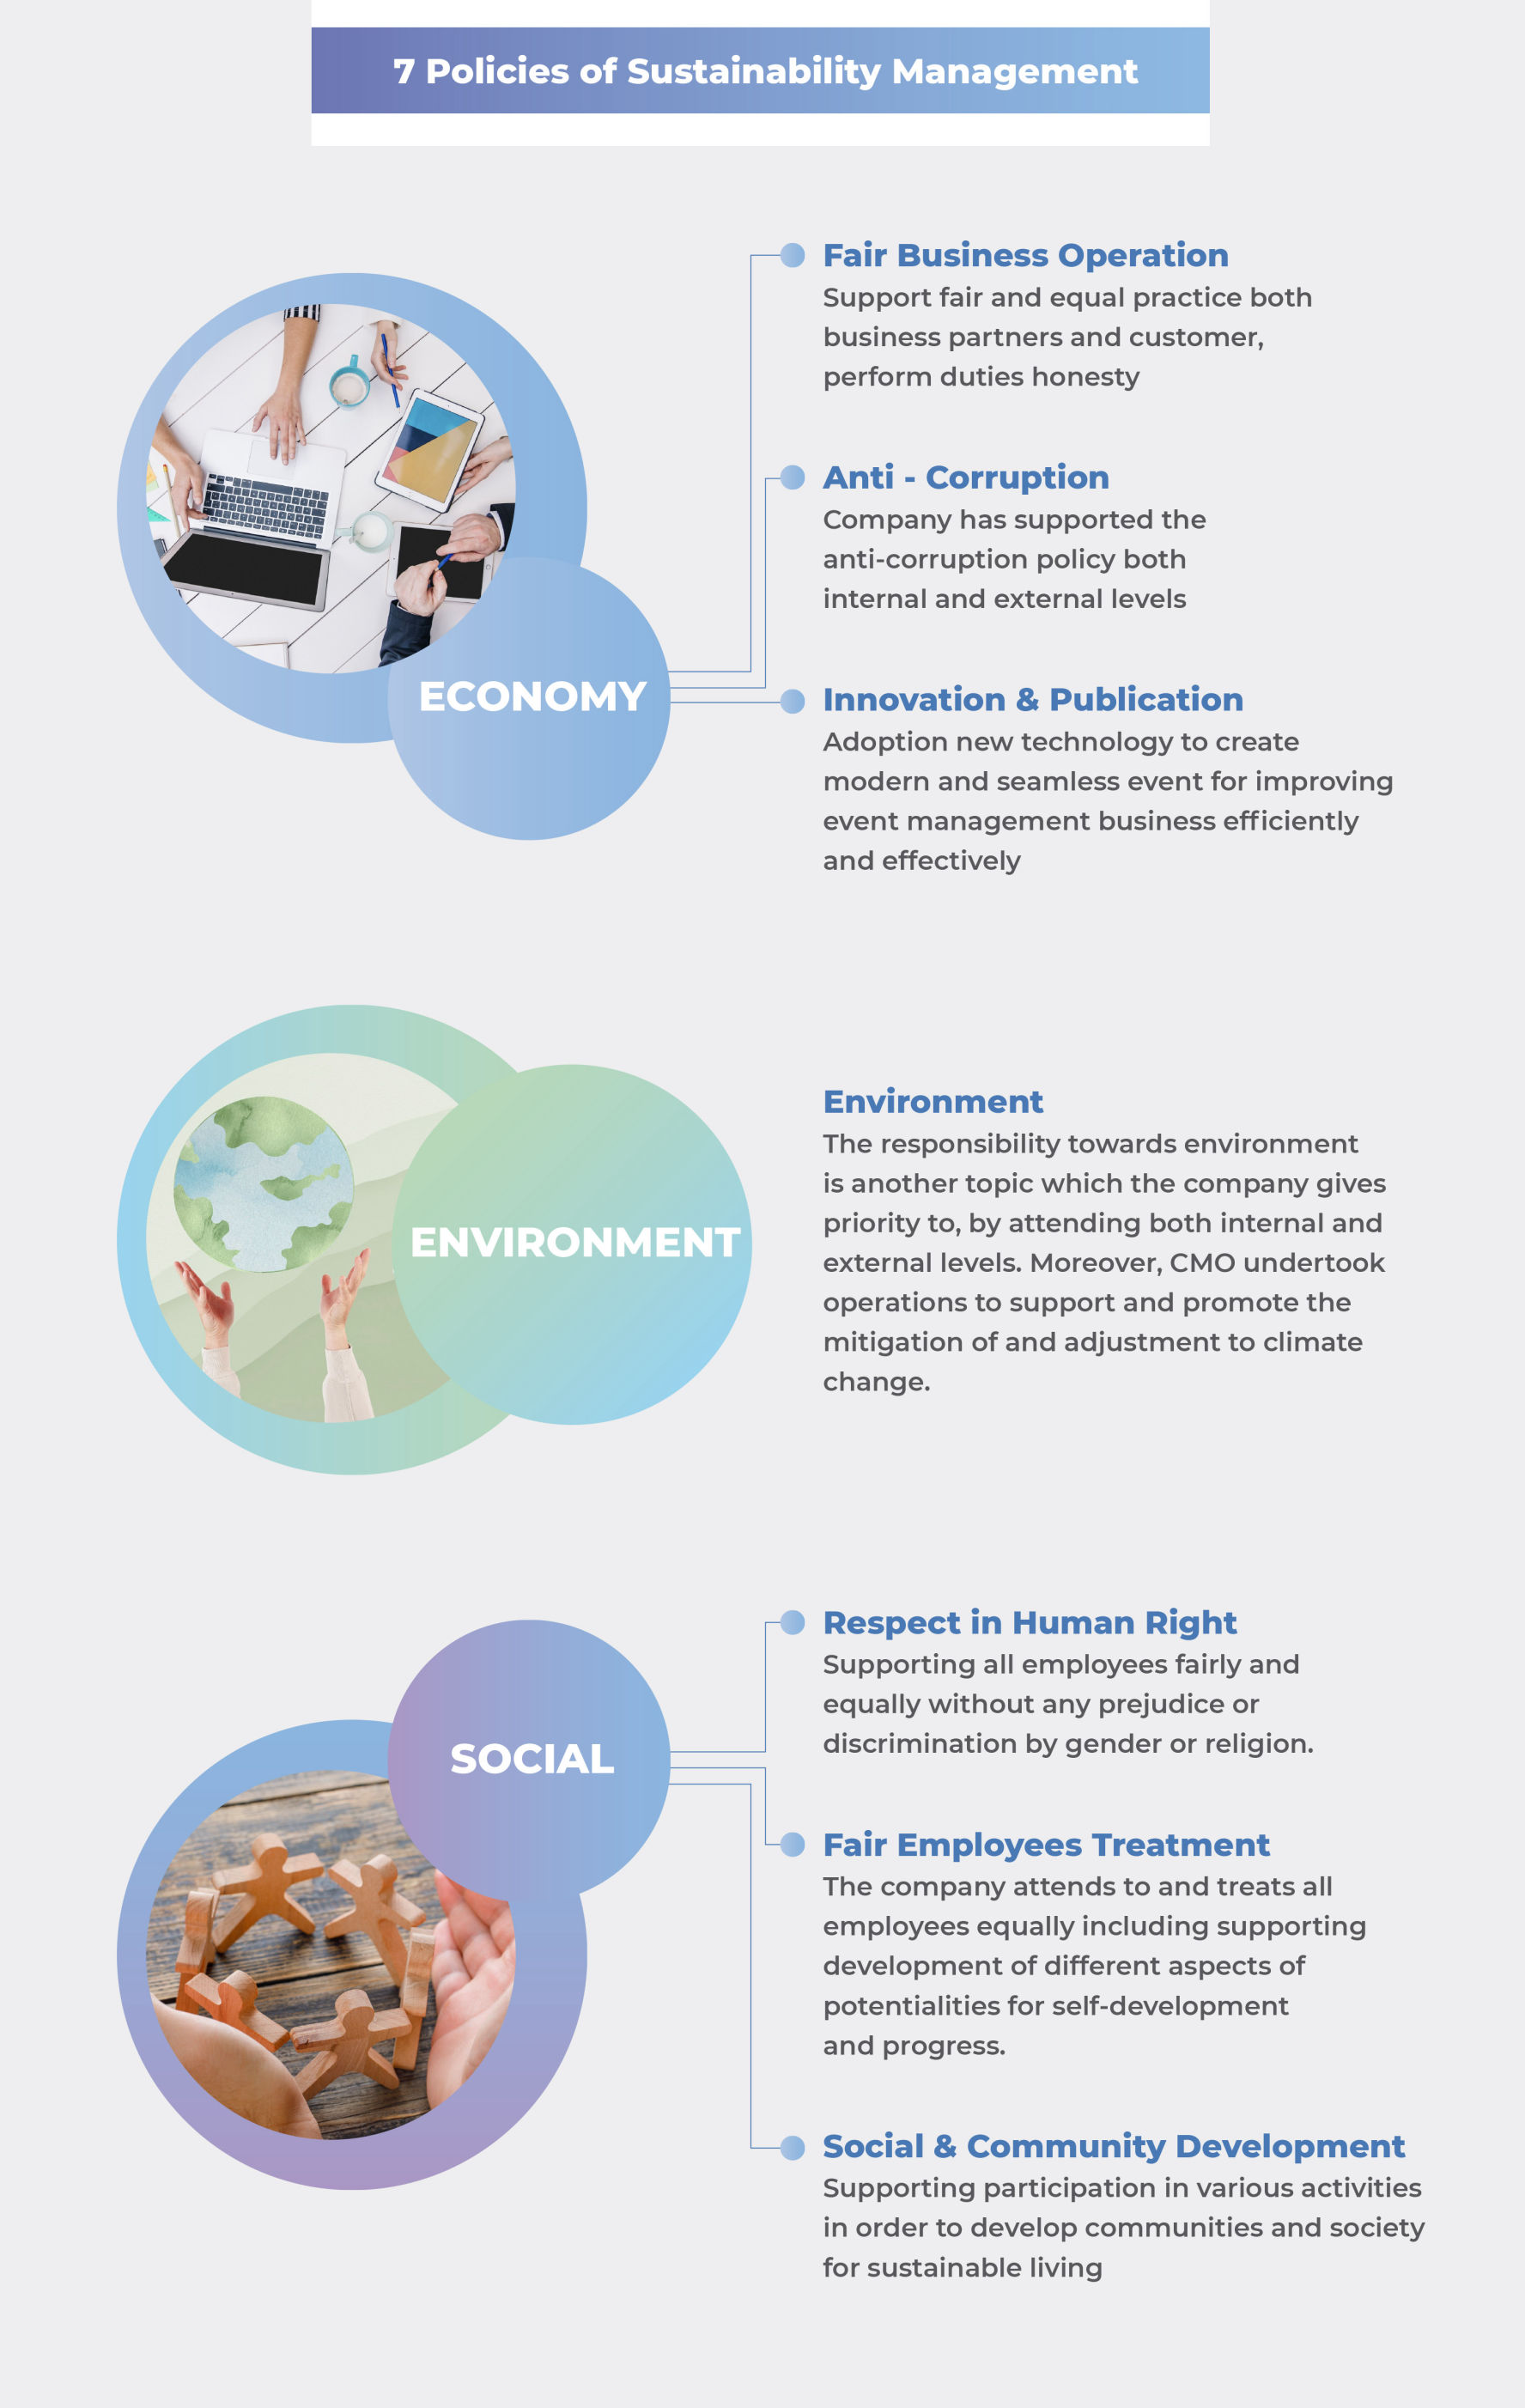 7 Policies of Sustainability Management
ECONOMY
Fair Business Operation
Support fair and equal practice both
business partners and customer,
perform duties honesty
Anti - Corruption
Company has supported the
anti-corruption policy both
internal and external levels
Innovation & Publication
Adoption new technology to create
modern and seamless event for improving
event management business efficiently
and effectively
ENVIRONMENT
Environment
The responsibility towards environment
is another topic which the company gives
priority to, by attending both internal and
external levels. Moreover, CMO undertook
operations to support and promote the
mitigation of and adjustment to climate
change.
SOCIAL
Respect in Human Right
Supporting all employees fairly and
equally without any prejudice or
discrimination by gender or religion.
Fair Employees Treatment
The company attends to and treats all
employees equally including supporting
development of different aspects of
potentialities for self-development
and progress.
Social & Community Development
Supporting participation in various activities
in order to develop communities and society
for sustainable living